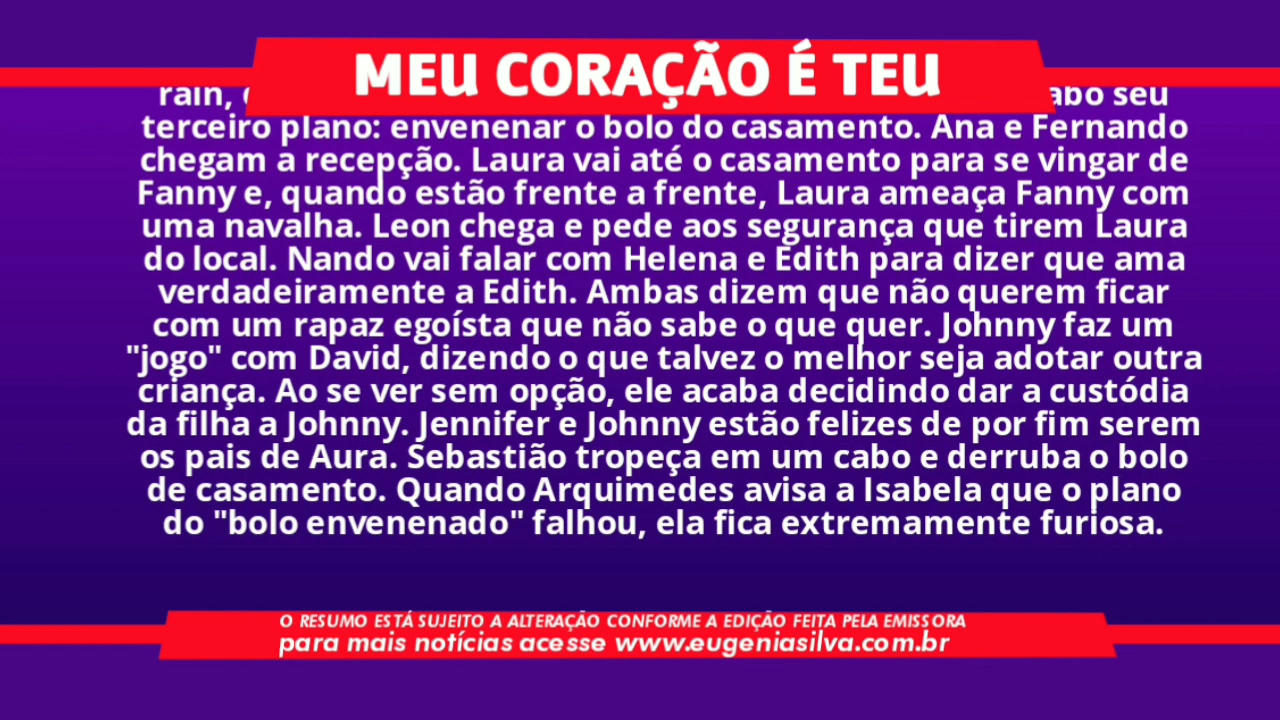 MEU CORAÇÃO É TEU
seu
terceiro plano: envenenar o bolo do casamento. Ana e Fernando
chegam a recepção. Laura vai até o casamento para se vingar de
Fanny e, quando estão frente a frente, Laura ameaça Fanny com
uma navalha. Leon chega e pede aos segurança que tirem Laura
do local. Nando vai falar com Helena e Edith para dizer que ama
verdadeiramente a Edith. Ambas dizem que não querem ficar
com um rapaz egoísta que não sabe o que quer. Johnny faz um
"jogo" com David, dizendo o que talvez o melhor seja adotar outra
criança. Ao se ver sem opção, ele acaba decidindo dar a custódia
da filha a Johnny. Jennifer e Johnny estão felizes de por fim serem
os pais de Aura. Sebastião tropeça em um cabo e derruba o bolo
de casamento. Quando Arquimedes avisa a Isabela que o plano
do "bolo envenenado" falhou, ela fica extremamente furiosa.
O RESUMO ESTÁ SUJEITO A ALTERAÇÃO CONFORME A EDIÇÃO FEITA PELA EMISSORA
para mais notícias acesse www.eugeniasilva.com.br